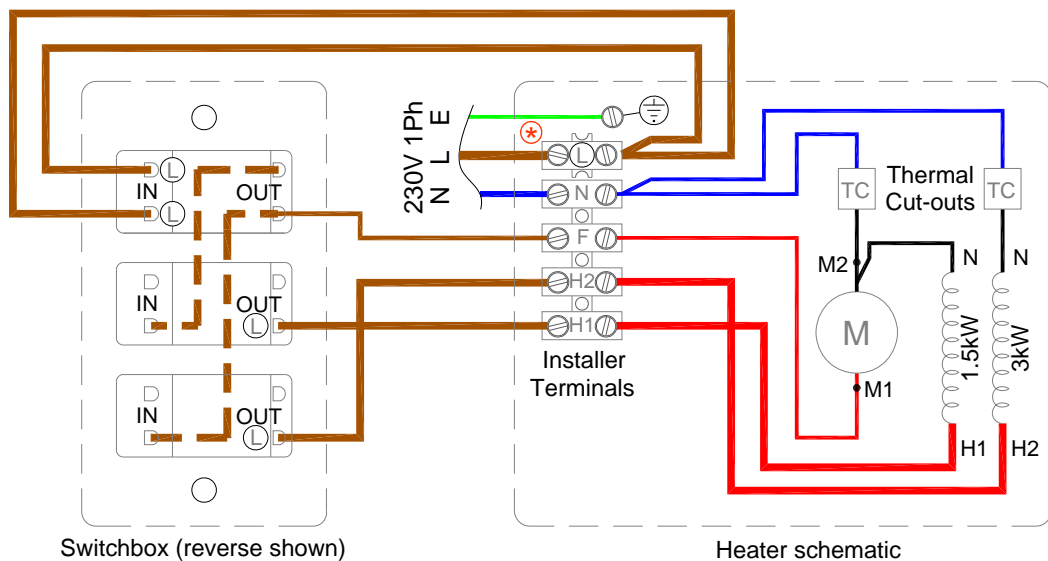 230V 1Ph
N L E
*
L
N
F
H2
H1
Installer
Terminals
L
IN
OUT
L
IN
OUT
L
IN
OUT
L
TC
Thermal
Cut-outs
TC
M2
N
N
M
1.5kW
3kW
M1
H1
H2
Switchbox (reverse shown)
Heater schematic